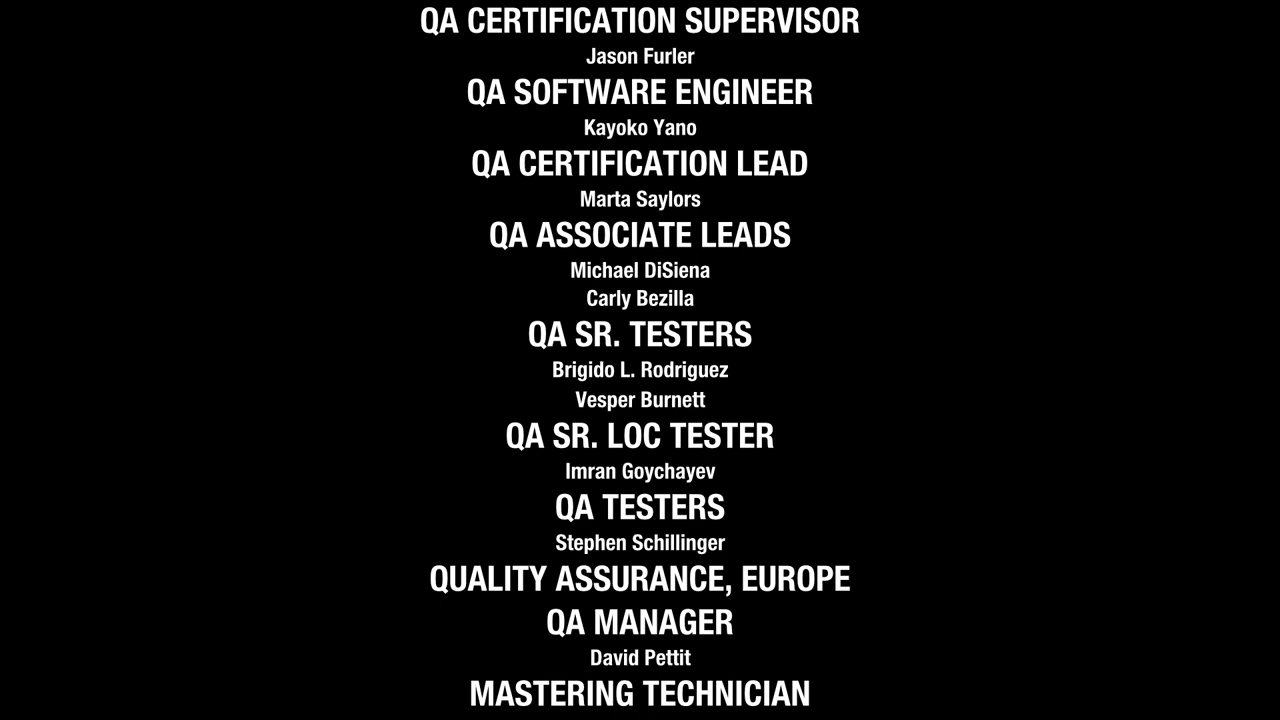 QA CERTIFICATION SUPERVISOR
Jason Furler
QA SOFTWARE ENGINEER
Kayoko Yano
QA CERTIFICATION LEAD
Marta Saylors
QA ASSOCIATE LEADS
Michael DiSiena
Carly Bezilla
QA SR. TESTERS
Brigido L. Rodriguez
Vesper Burnett
QA SR. LOC TESTER
Imran Goychayev
QA TESTERS
Stephen Schillinger
QUALITY ASSURANCE, EUROPE
QA MANAGER
David Pettit
MASTERING TECHNICIAN